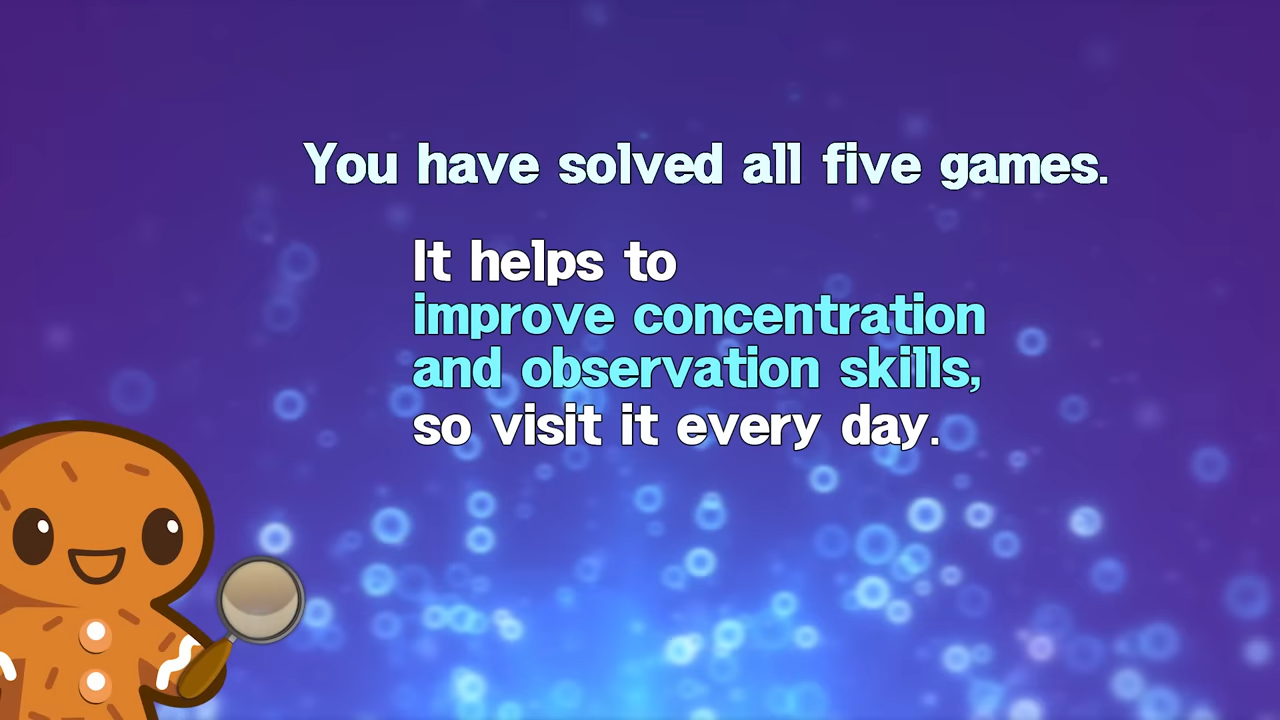 You have solved all five games.
It helps to
improve concentration
and observation skills,
so visit it every day.